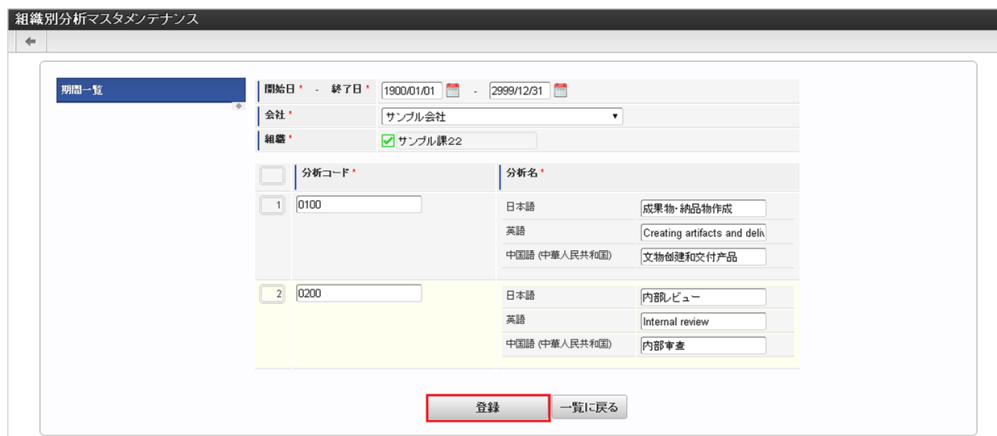 組織別分析マスタメンテナンス
期間一覧
開始日* - 終了日* 1900/01/01 - 2999/12/31
会社* サンプル会社
組織* サンプル課22
分析コード* 分析名*
1 0100 日本語 成果物・納品物作成
英語 Creating artifacts and deliv
中国語 (中華人民共和国) 文物创建和交付产品
2 0200 日本語 内部レビュー
英語 Internal review
中国語 (中華人民共和国) 内部审查
登録 一覧に戻る